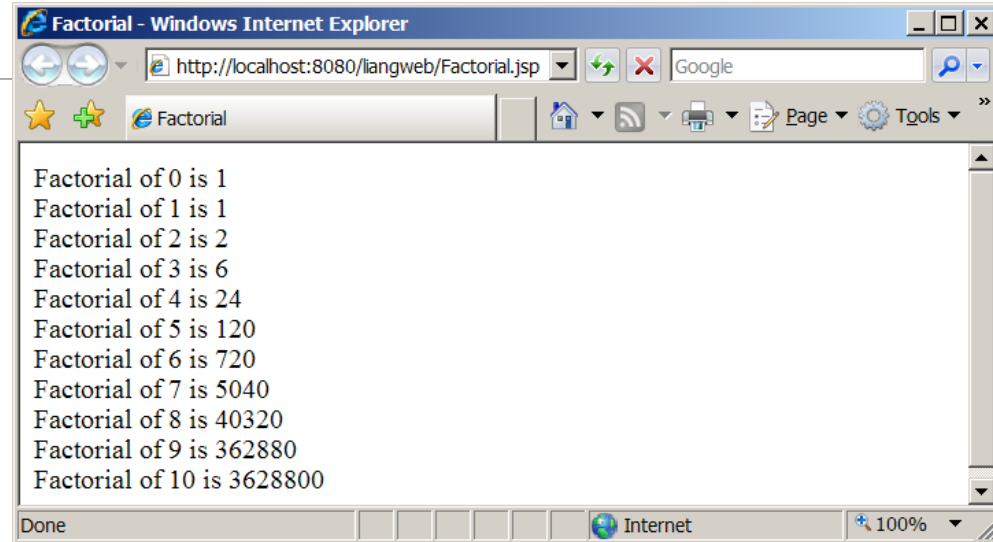 Factorial - Windows Internet Explorer
http://localhost:8080/liangweb/Factorial.jsp
Google
Factorial
Page
Tools
»
Factorial of 0 is 1
Factorial of 1 is 1
Factorial of 2 is 2
Factorial of 3 is 6
Factorial of 4 is 24
Factorial of 5 is 120
Factorial of 6 is 720
Factorial of 7 is 5040
Factorial of 8 is 40320
Factorial of 9 is 362880
Factorial of 10 is 3628800
Done
Internet
100%